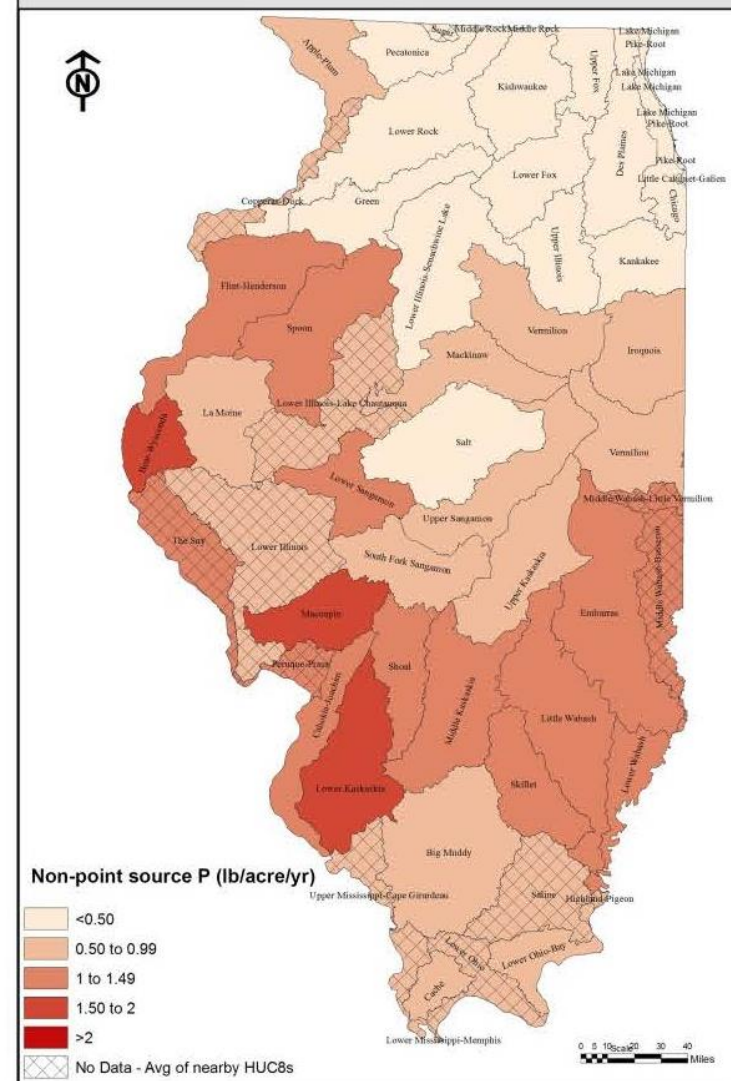 N
Sugar
Middle Rock
Middle Rock
Lake Michigan
Pike-Root
Apple-Plum
Pecatonica
Upper Fox
Lake Michigan
Lake Michigan
Kishwaukee
Lake Michigan
Pike-Root
Lower Rock
Des Plaines
Pike-Root
Lower Fox
Little Calumet-Galien
Copperas-Duck
Green
Chicago
Lower Illinois-Senachwine Lake
Upper Illinois
Kankakee
Flint-Henderson
Spoon
Vermilion
Iroquois
Mackinaw
Lower Illinois-Lake Chautauqua
La Moine
Bear-Wyaconda
Salt
Vermilion
Lower Sangamon
Middle Wabash-Little Vermilion
Upper Sangamon
The Sny
Lower Illinois
South Fork Sangamon
Upper Kaskaskia
Middle Wabash-Busseron
Macoupin
Embarras
Peruque-Piasa
Shoal
Cahokia-Joachim
Middle Kaskaskia
Little Wabash
Lower Wabash
Skillet
Lower Kaskaskia
Big Muddy
Non-point source P (lb/acre/yr)
Upper Mississippi-Cape Girardeau
Saline
Highland-Pigeon
<0.50
0.50 to 0.99
Lower Ohio
Lower Ohio-Bay
1 to 1.49
Cache
1.50 to 2
Lower Mississippi-Memphis
>2
Scale
0 5 10 20 30 40
Miles
No Data - Avg of nearby HUC8s